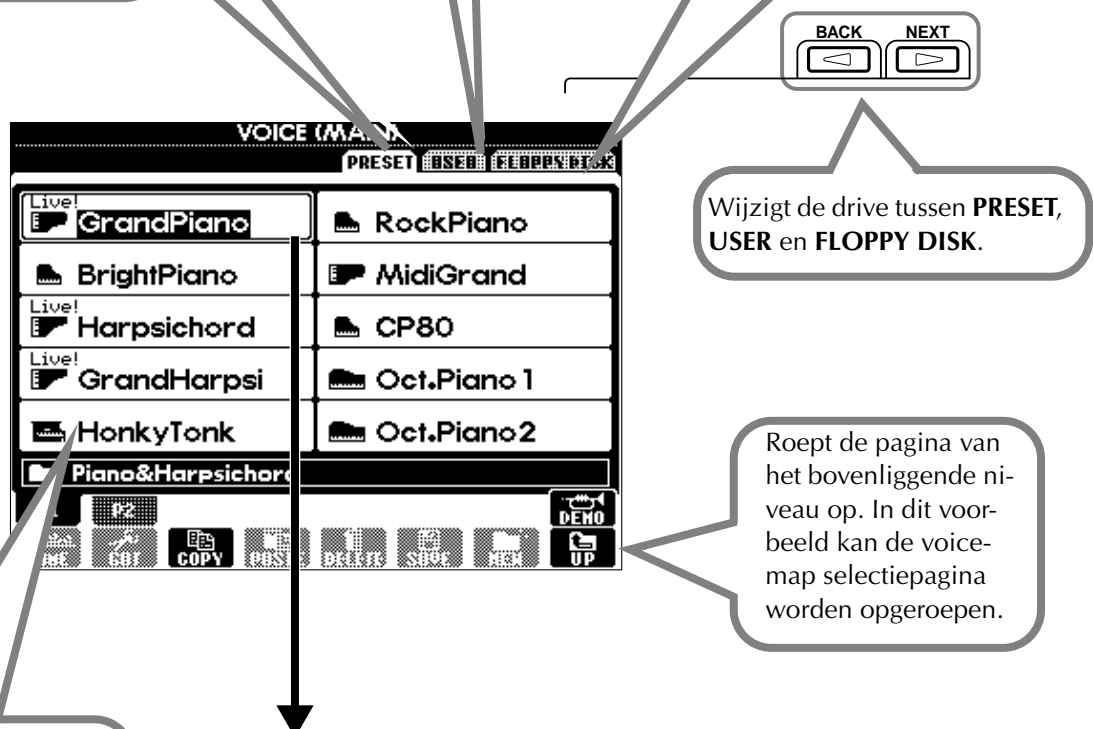 BACK NEXT
VOICE (MAIN)
PRESET USER FLOPPY DISK
Wijzigt de drive tussen PRESET,
USER en FLOPPY DISK.
Live!
GrandPiano
RockPiano
BrightPiano
MidiGrand
Live!
Harpsichord
CP80
Live!
GrandHarpsi
Oct.Piano1
HonkyTonk
Oct.Piano2
Piano&Harpsichord
P2
DEMO
COPY DELETE UP
Roept de pagina van
het bovenliggende ni-
veau op. In dit voor-
beeld kan de voice-
map selectiepagina
worden opgeroepen.